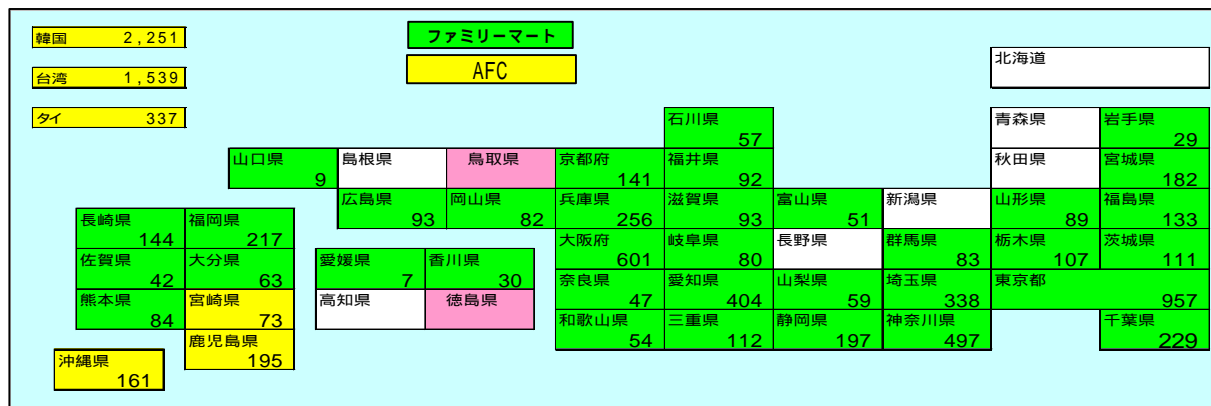 韓国 2,251
ファミリーマート
台湾 1,539
AFC
北海道
タイ 337
石川県 57
青森県
岩手県 29
山口県 9
島根県
鳥取県
京都府 141
福井県 92
秋田県
宮城県 182
広島県 93
岡山県 82
兵庫県 256
滋賀県 93
富山県 51
新潟県
山形県 89
福島県 133
長崎県 144
福岡県 217
大阪府 601
岐阜県 80
長野県
群馬県 83
栃木県 107
茨城県 111
佐賀県 42
大分県 63
愛媛県 7
香川県 30
奈良県 47
愛知県 404
山梨県 59
埼玉県 338
東京都 957
熊本県 84
宮崎県 73
高知県
徳島県
和歌山県 54
三重県 112
静岡県 197
神奈川県 497
千葉県 229
鹿児島県 195
沖縄県 161